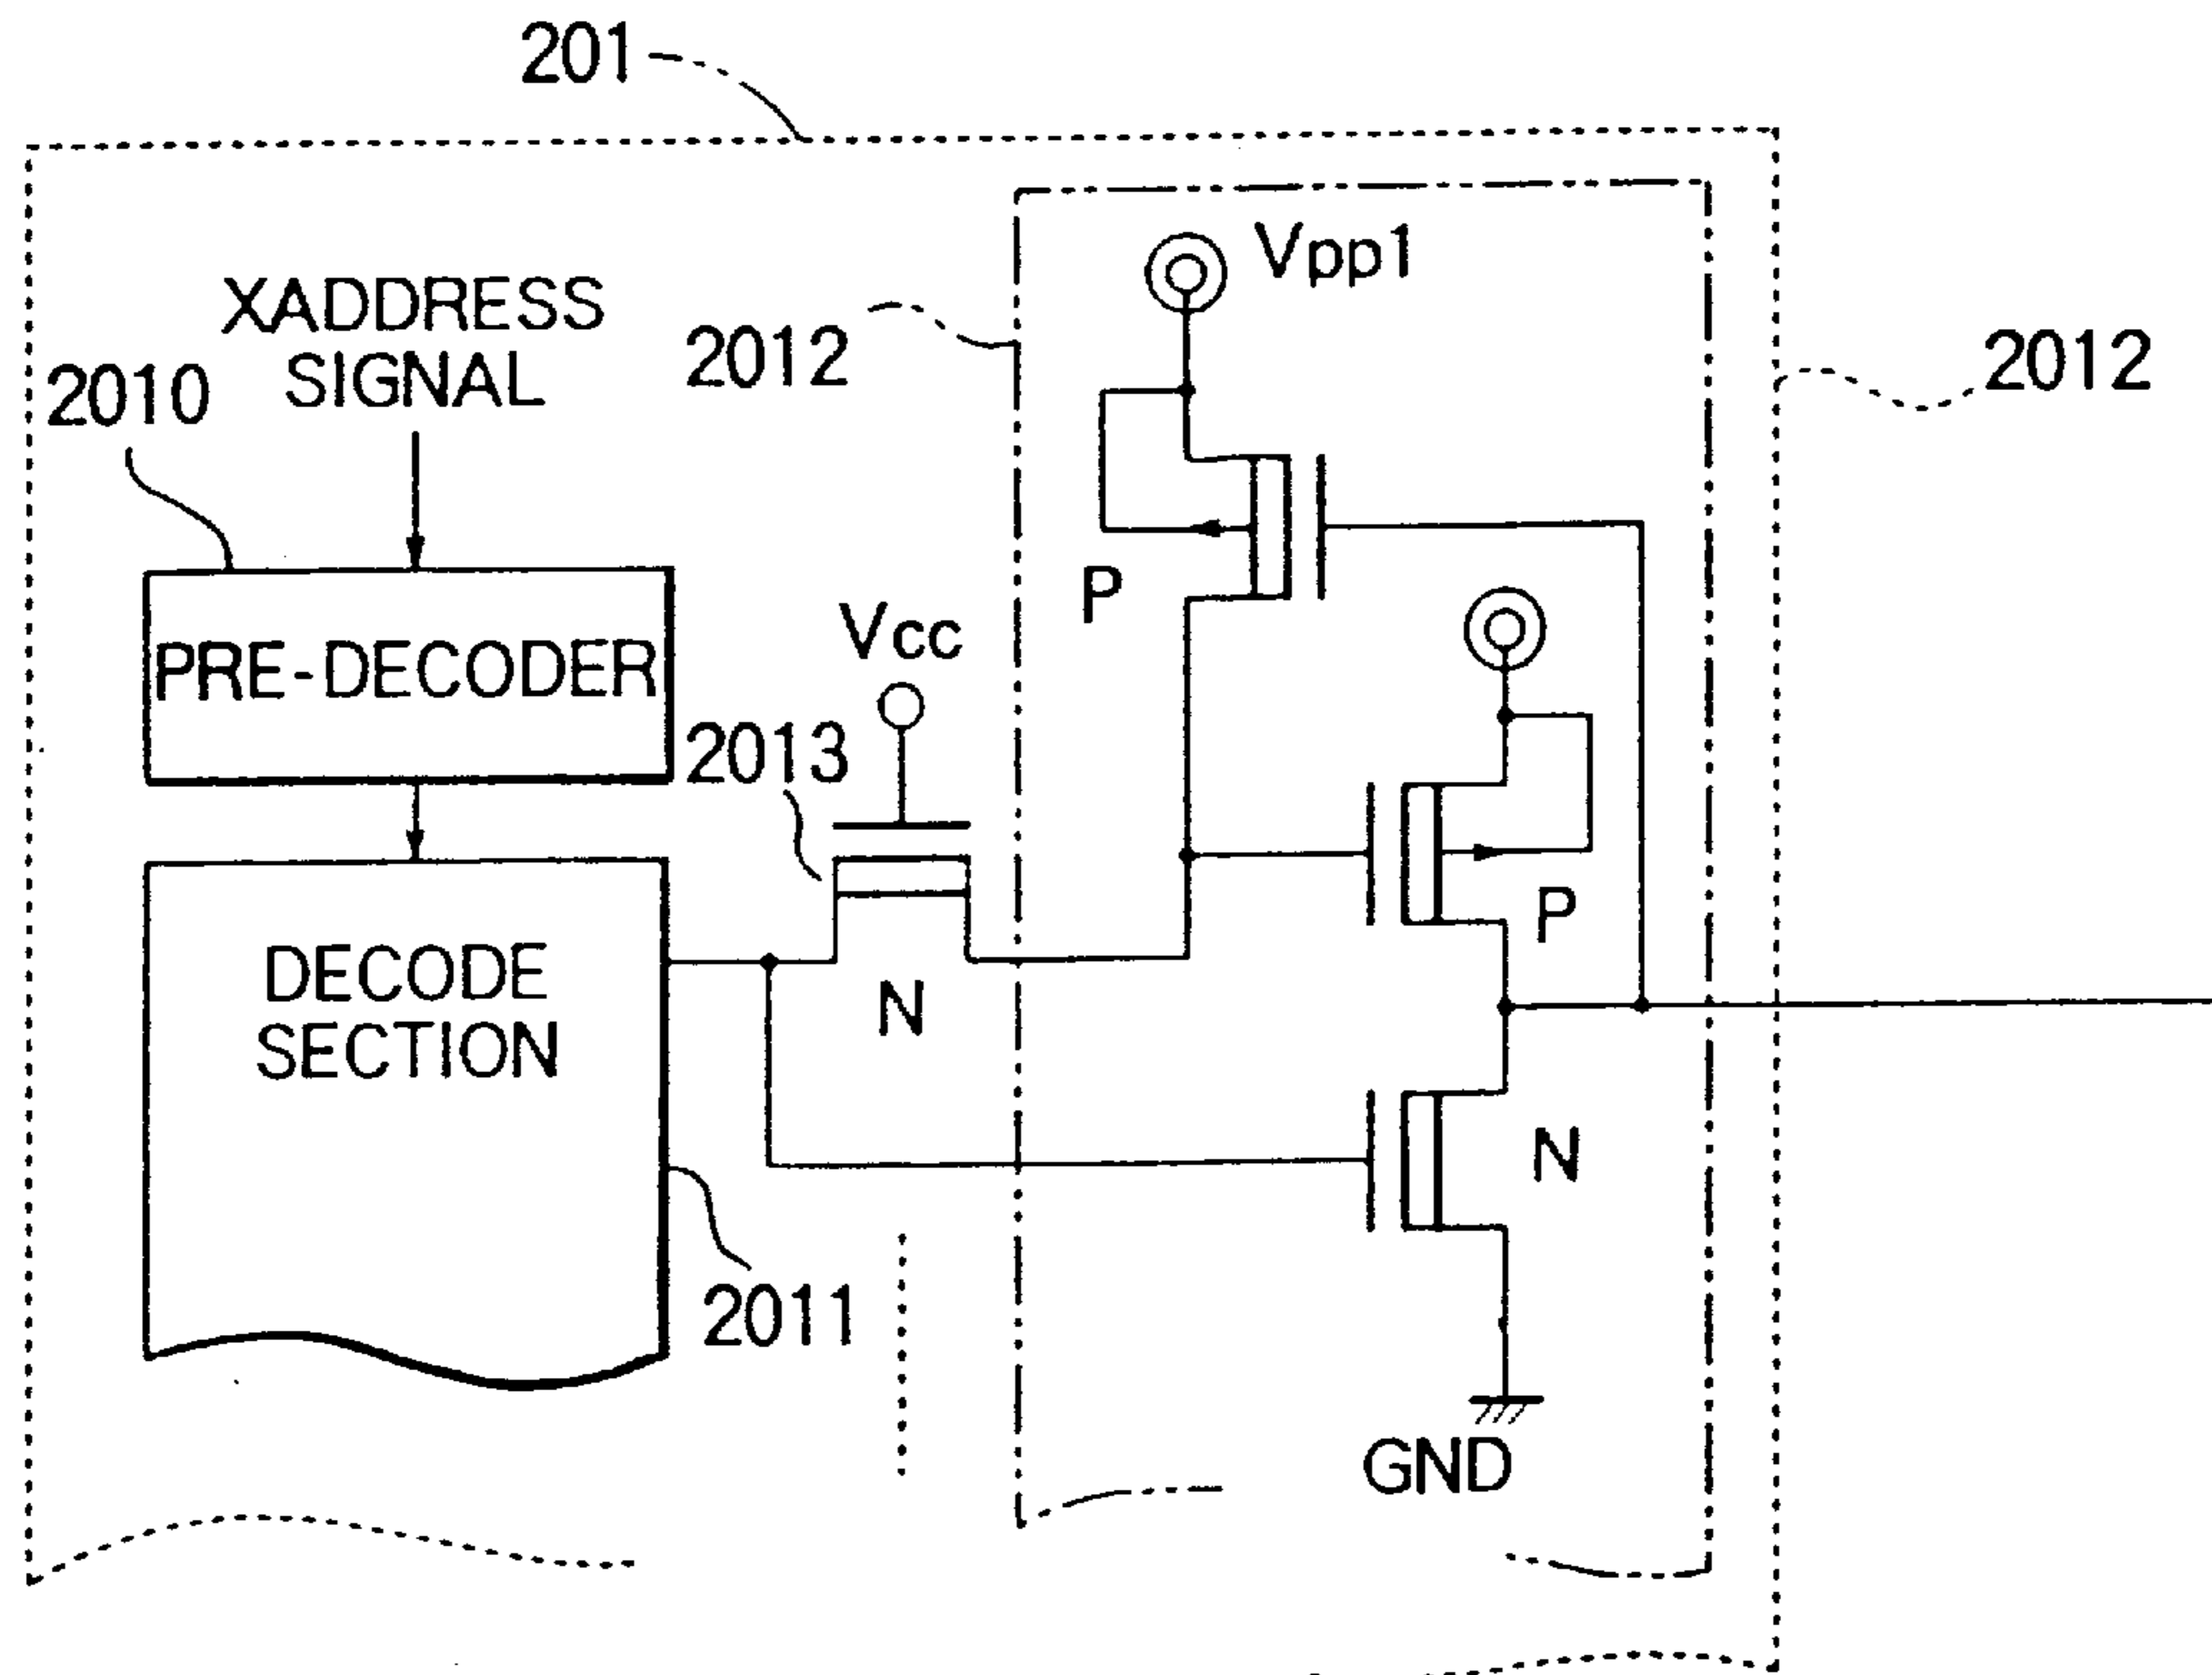 201
Vpp1
XADDRESS
SIGNAL
2012
2012
2010
P
Vcc
PRE-DECODER
2013
P
DECODE
SECTION
N
N
2011
GND